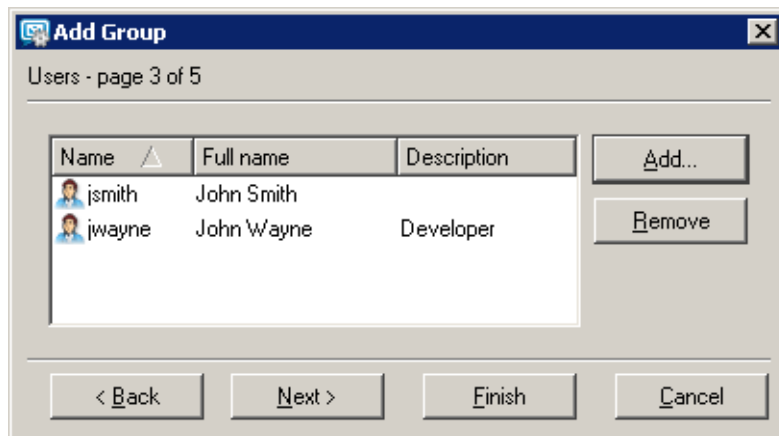 Add Group
Users - page 3 of 5
Name Full name Description
Add...
jsmith John Smith
jwayne John Wayne Developer
Remove
< Back Next > Finish Cancel